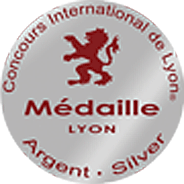 Concours International de Lyon®
Médaille
LYON
Argent · Silver